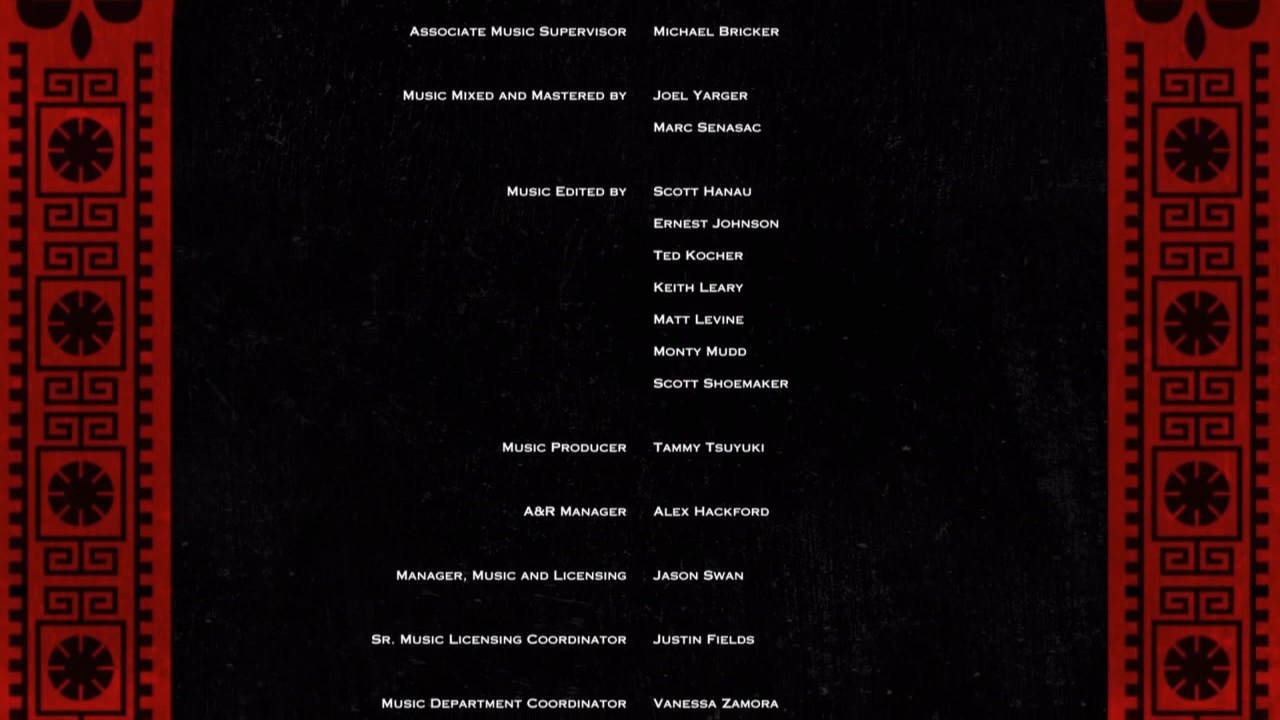 Associate Music Supervisor Michael Bricker
Music Mixed and Mastered by Joel Yarger
Marc Senasac
Music Edited by Scott Hanau
Ernest Johnson
Ted Kocher
Keith Leary
Matt Levine
Monty Mudd
Scott Shoemaker
Music Producer Tammy Tsuyuki
A&R Manager Alex Hackford
Manager, Music and Licensing Jason Swan
Sr. Music Licensing Coordinator Justin Fields
Music Department Coordinator Vanessa Zamora